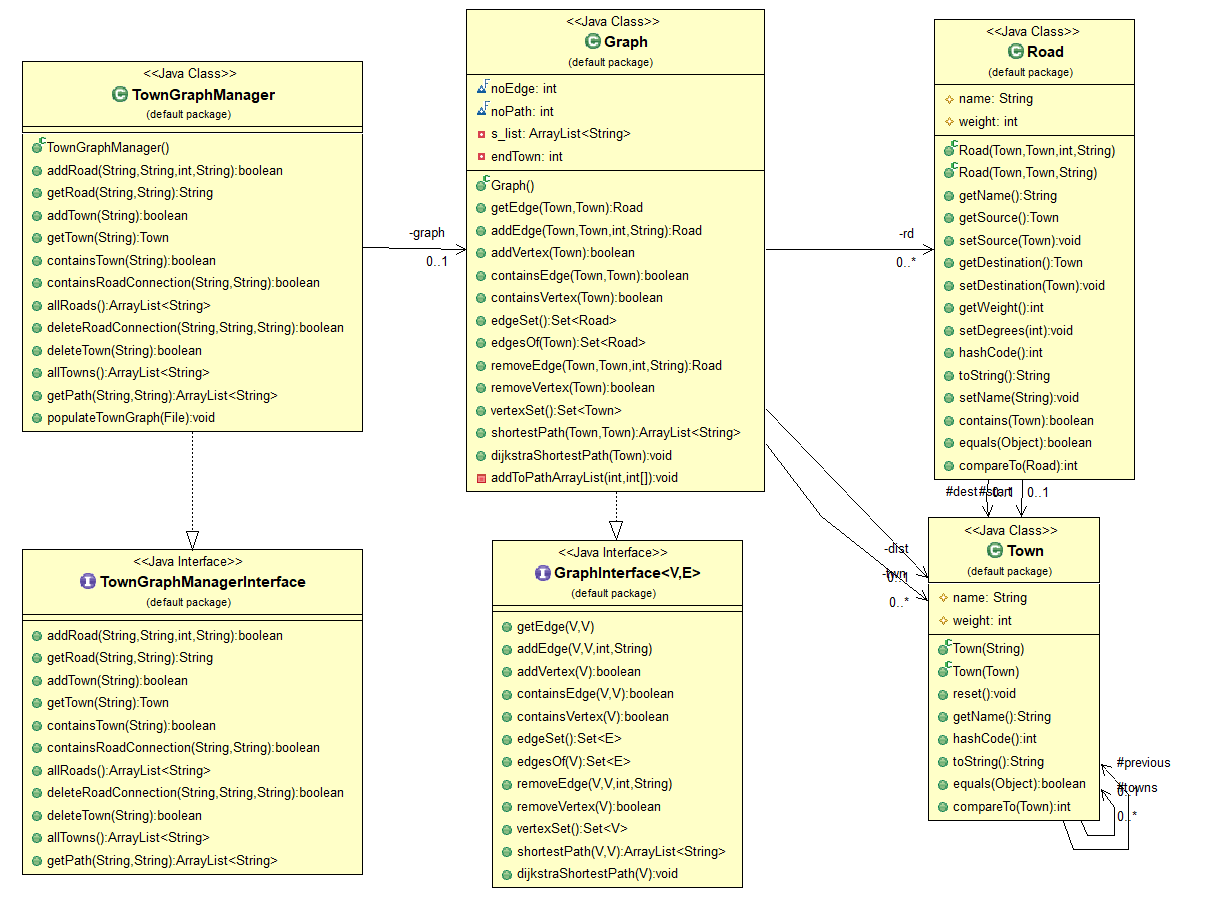 <<Java Class>>
TownGraphManager
(default package)
TownGraphManager()
addRoad(String,String,int,String):boolean
getRoad(String,String):String
addTown(String):boolean
getTown(String):Town
containsTown(String):boolean
containsRoadConnection(String,String):boolean
allRoads():ArrayList<String>
deleteRoadConnection(String,String,String):boolean
deleteTown(String):boolean
allTowns():ArrayList<String>
getPath(String,String):ArrayList<String>
populateTownGraph(File):void
-graph
0..1
<<Java Class>>
Graph
(default package)
noEdge: int
noPath: int
s_list: ArrayList<String>
endTown: int
Graph()
getEdge(Town,Town):Road
addEdge(Town,Town,int,String):Road
addVertex(Town):boolean
containsEdge(Town,Town):boolean
containsVertex(Town):boolean
edgeSet():Set<Road>
edgesOf(Town):Set<Road>
removeEdge(Town,Town,int,String):Road
removeVertex(Town):boolean
vertexSet():Set<Town>
shortestPath(Town,Town):ArrayList<String>
dijkstraShortestPath(Town):void
addToPathArrayList(int,int[]):void
-rd
0..*
<<Java Class>>
Road
(default package)
name: String
weight: int
Road(Town,Town,int,String)
Road(Town,Town,String)
getName():String
getSource():Town
setSource(Town):void
getDestination():Town
setDestination(Town):void
getWeight():int
setDegrees(int):void
hashCode():int
toString():String
setName(String):void
contains(Town):boolean
equals(Object):boolean
compareTo(Road):int
#dest
#start
0..1
0..1
-dist
0..1
-twn
0..*
<<Java Interface>>
TownGraphManagerInterface
(default package)
addRoad(String,String,int,String):boolean
getRoad(String,String):String
addTown(String):boolean
getTown(String):Town
containsTown(String):boolean
containsRoadConnection(String,String):boolean
allRoads():ArrayList<String>
deleteRoadConnection(String,String,String):boolean
deleteTown(String):boolean
allTowns():ArrayList<String>
getPath(String,String):ArrayList<String>
<<Java Interface>>
GraphInterface<V,E>
(default package)
getEdge(V,V)
addEdge(V,V,int,String)
addVertex(V):boolean
containsEdge(V,V):boolean
containsVertex(V):boolean
edgeSet():Set<E>
edgesOf(V):Set<E>
removeEdge(V,V,int,String)
removeVertex(V):boolean
vertexSet():Set<V>
shortestPath(V,V):ArrayList<String>
dijkstraShortestPath(V):void
<<Java Class>>
Town
(default package)
name: String
weight: int
Town(String)
Town(Town)
reset():void
getName():String
hashCode():int
toString():String
equals(Object):boolean
compareTo(Town):int
#previous
0..1
#towns
0..*